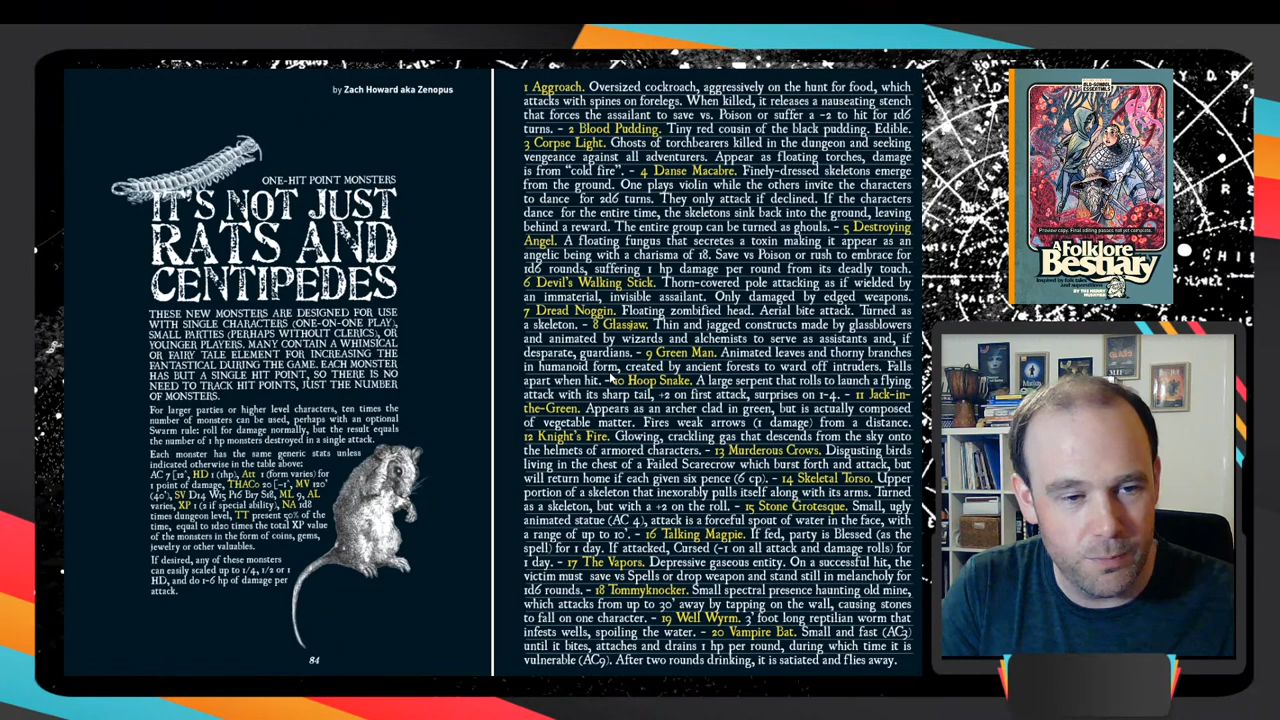 by Zach Howard aka Zenopus
ONE-HIT POINT MONSTERS
IT'S NOT JUST
RATS AND
CENTIPEDES
THESE NEW MONSTERS ARE DESIGNED FOR USE
WITH SINGLE CHARACTERS (ONE-ON-ONE PLAY),
SMALL PARTIES (PERHAPS WITHOUT CLERICS), OR
YOUNGER PLAYERS. MANY CONTAIN A WHIMSICAL
OR FAIRY TALE ELEMENT FOR INCREASING THE
FANTASTICAL DURING THE GAME. EACH MONSTER
HAS BUT A SINGLE HIT POINT, SO THERE IS NO
NEED TO TRACK HIT POINTS, JUST THE NUMBER
OF MONSTERS.
For larger parties or higher level characters, ten times the
number of monsters can be used, perhaps with an optional
Swarm rule: roll for damage normally, but the result equals
the number of 1 hp monsters destroyed in a single attack.
Each monster has the same generic stats unless
indicated otherwise in the table above:
AC 7 [12], HD 1 (1hp), Att 1 (form varies) for
1 point of damage, THAC0 20 [-1], MV 120'
(40'), SV D14 W15 P16 B17 S18, ML 9, AL
varies, XP 1 (2 if special ability), NA 1d8
times dungeon level, TT present 50% of the
time, equal to 1d20 times the total XP value
of the monsters in the form of coins, gems,
jewelry or other valuables.
If desired, any of these monsters
can easily scaled up to 1/4, 1/2 or 1
HD, and do 1-6 hp of damage per
attack.
84
1 Aggroach. Oversized cockroach, aggressively on the hunt for food, which
attacks with spines on forelegs. When killed, it releases a nauseating stench
that forces the assailant to save vs. Poison or suffer a -2 to hit for 1d6
turns. – 2 Blood Pudding. Tiny red cousin of the black pudding. Edible.
3 Corpse Light. Ghosts of torchbearers killed in the dungeon and seeking
vengeance against all adventurers. Appear as floating torches, damage
is from "cold fire". – 4 Danse Macabre. Finely-dressed skeletons emerge
from the ground. One plays violin while the others invite the characters
to dance for 2d6 turns. They only attack if declined. If the characters
dance for the entire time, the skeletons sink back into the ground, leaving
behind a reward. The entire group can be turned as ghouls. – 5 Destroying
Angel. A floating fungus that secretes a toxin making it appear as an
angelic being with a charisma of 18. Save vs Poison or rush to embrace for
1d6 rounds, suffering 1 hp damage per round from its deadly touch.
6 Devil's Walking Stick. Thorn-covered pole attacking as if wielded by
an immaterial, invisible assailant. Only damaged by edged weapons.
7 Dread Noggin. Floating zombified head. Aerial bite attack. Turned as
a skeleton. – 8 Glassjaw. Thin and jagged constructs made by glassblowers
and animated by wizards and alchemists to serve as assistants and, if
desparate, guardians. – 9 Green Man. Animated leaves and thorny branches
in humanoid form, created by ancient forests to ward off intruders. Falls
apart when hit. – 10 Hoop Snake. A large serpent that rolls to launch a flying
attack with its sharp tail, +2 on first attack, surprises on 1-4. – 11 Jack-in-
the-Green. Appears as an archer clad in green, but is actually composed
of vegetable matter. Fires weak arrows (1 damage) from a distance.
12 Knight's Fire. Glowing, crackling gas that descends from the sky onto
the helmets of armored characters. – 13 Murderous Crows. Disgusting birds
living in the chest of a Failed Scarecrow which burst forth and attack, but
will return home if each given six pence (6 cp). – 14 Skeletal Torso. Upper
portion of a skeleton that inexorably pulls itself along with its arms. Turned
as a skeleton, but with a +2 on the roll. – 15 Stone Grotesque. Small, ugly
animated statue (AC 4), attack is a forceful spout of water in the face, with
a range of up to 10'. – 16 Talking Magpie. If fed, party is Blessed (as the
spell) for 1 day. If attacked, Cursed (-1 on all attack and damage rolls) for
1 day. – 17 The Vapors. Depressive gaseous entity. On a successful hit, the
victim must save vs Spells or drop weapon and stand still in melancholy for
1d6 rounds. – 18 Tommyknocker. Small spectral presence haunting old mine,
which attacks from up to 30' away by tapping on the wall, causing stones
to fall on one character. – 19 Well Wyrm. 3' foot long reptilian worm that
infests wells, spoiling the water. – 20 Vampire Bat. Small and fast (AC3)
until it bites, attaches and drains 1 hp per round, during which time it is
vulnerable (AC9). After two rounds drinking, it is satiated and flies away.
OLD-SCHOOL
ESSENTIALS
Preview copy. Final editing passes not yet complete.
A Folklore
Bestiary